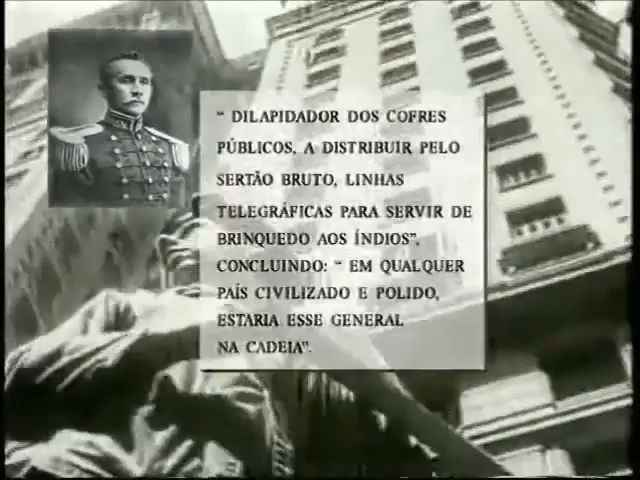 “ DILAPIDADOR DOS COFRES
PÚBLICOS, A DISTRIBUIR PELO
SERTÃO BRUTO, LINHAS
TELEGRÁFICAS PARA SERVIR DE
BRINQUEDO AOS ÍNDIOS”,
CONCLUINDO: “ EM QUALQUER
PAÍS CIVILIZADO E POLIDO,
ESTARIA ESSE GENERAL
NA CADEIA”.